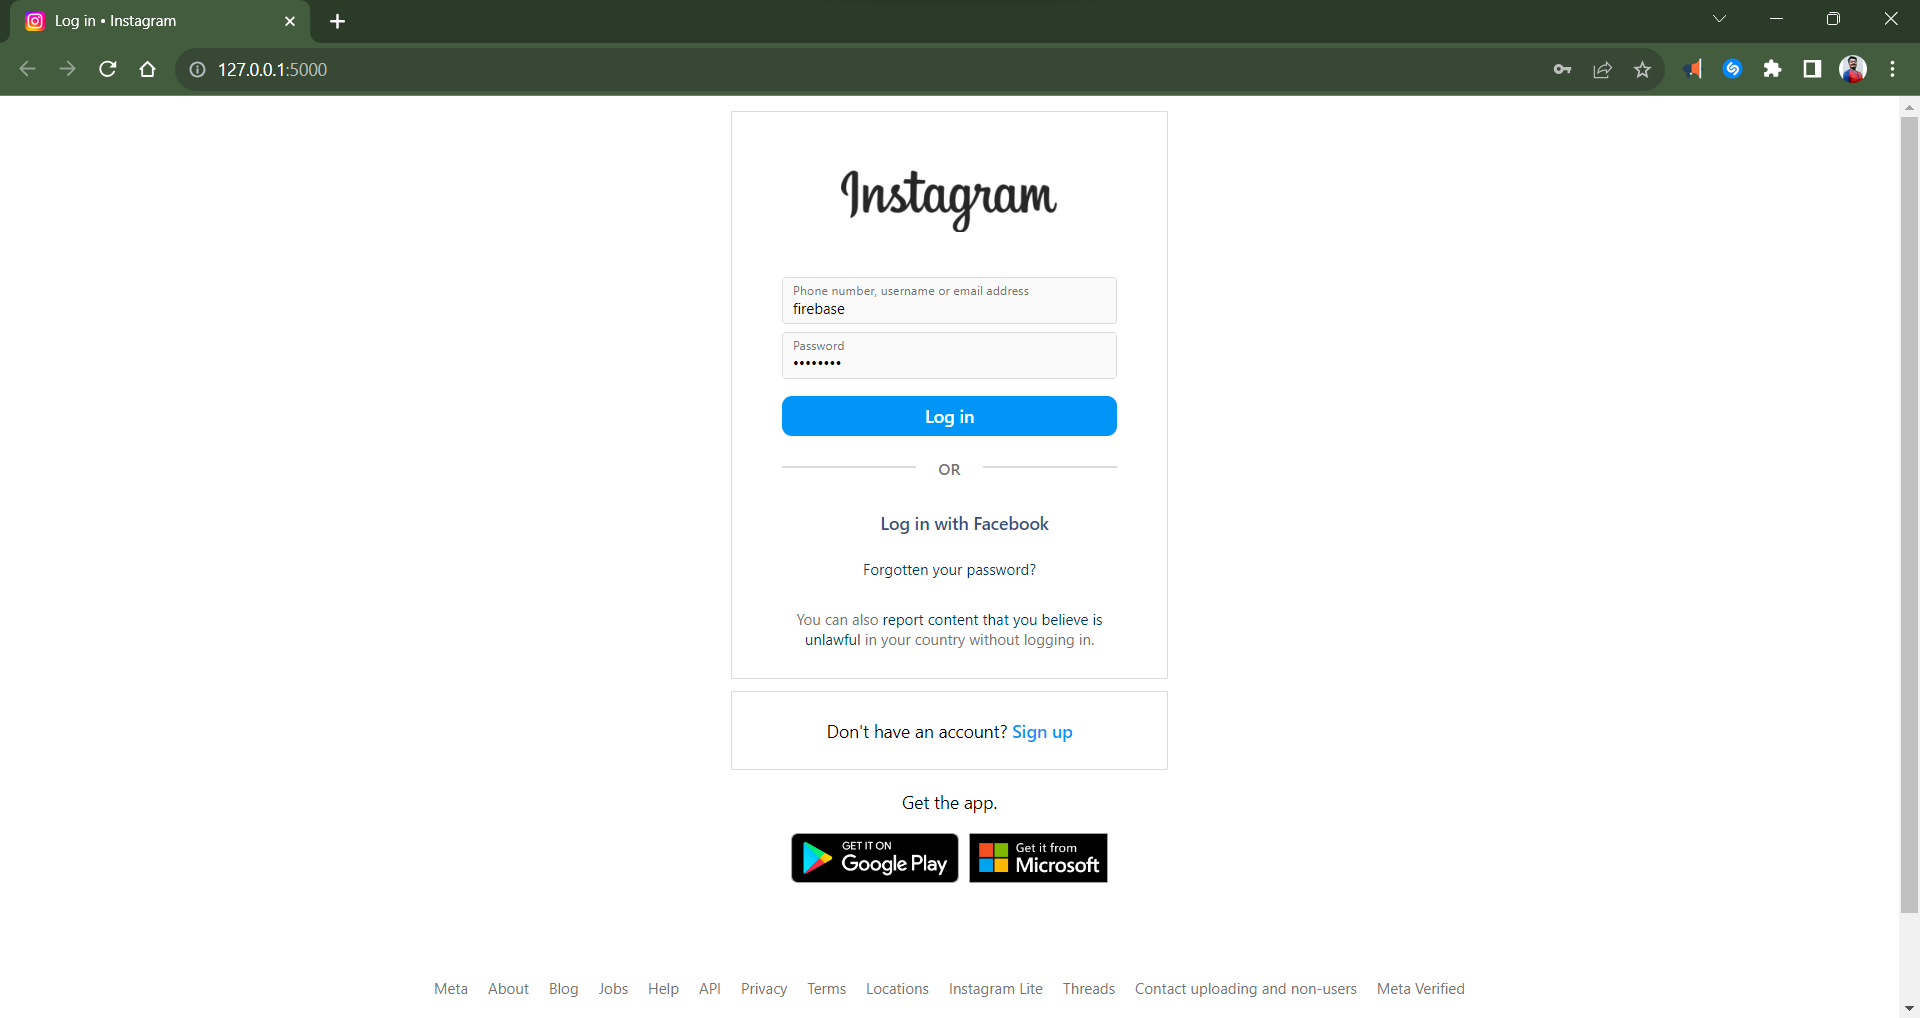 Log in • Instagram
127.0.0.1:5000
Instagram
Phone number, username or email address
firebase
Password
••••••••
Log in
OR
Log in with Facebook
Forgotten your password?
You can also report content that you believe is
unlawful in your country without logging in.
Don't have an account? Sign up
Get the app.
GET IT ON
Google Play
Get it from
Microsoft
Meta About Blog Jobs Help API Privacy Terms Locations Instagram Lite Threads Contact uploading and non-users Meta Verified